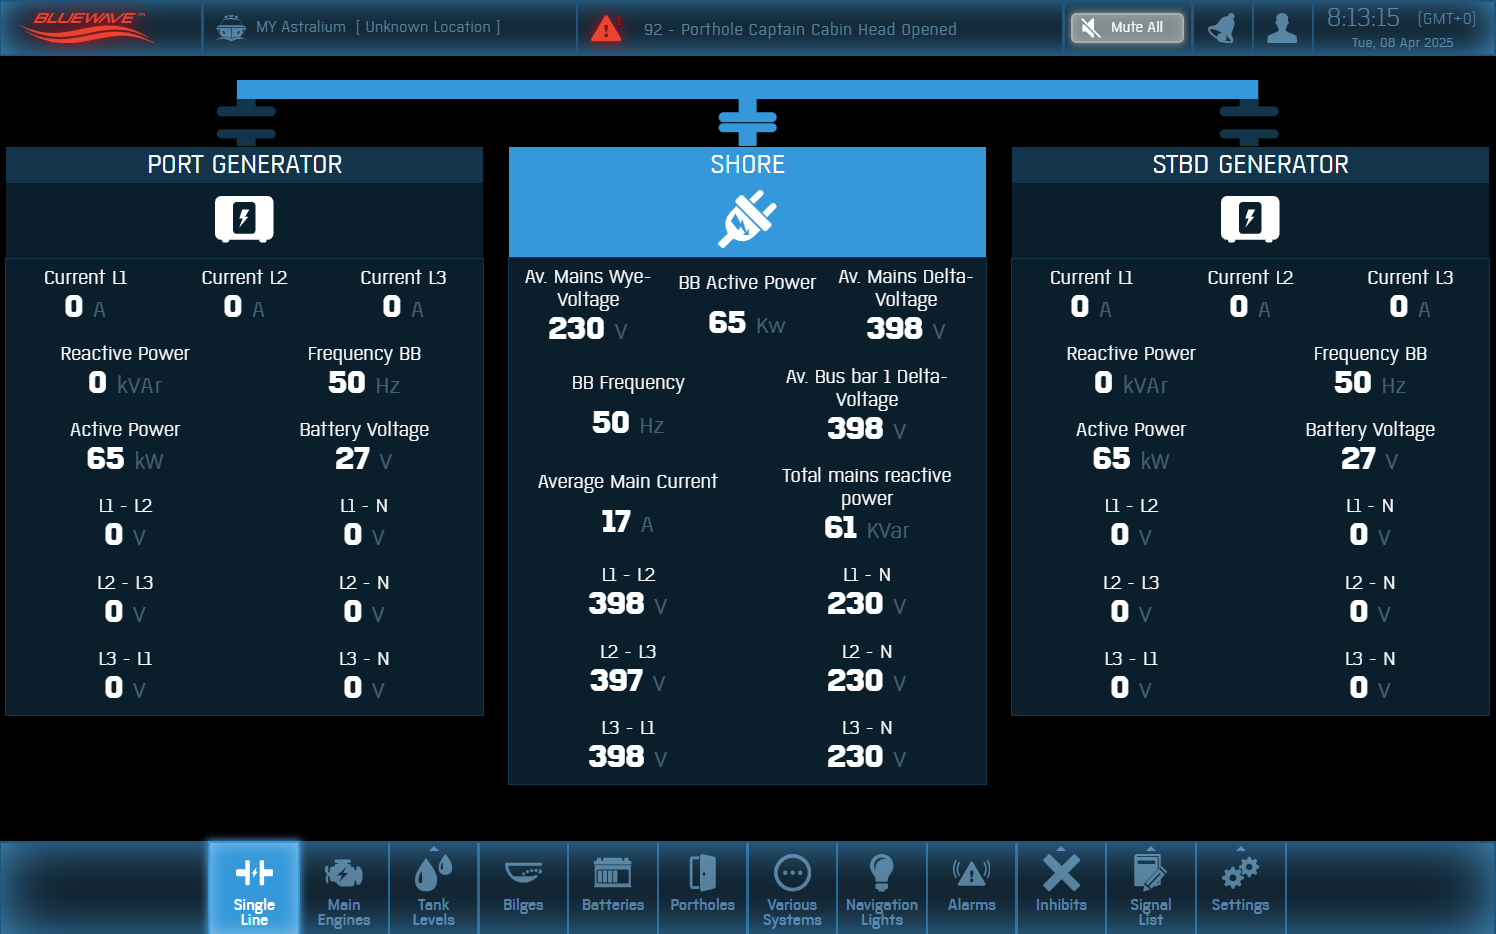 BLUEWAVE™
MY Astralium [ Unknown Location ]
92 - Porthole Captain Cabin Head Opened
Mute All
8:13:15 (GMT+0)
Tue, 08 Apr 2025
PORT GENERATOR
Current L1 Current L2 Current L3
0 A 0 A 0 A
Reactive Power Frequency BB
0 kVAr 50 Hz
Active Power Battery Voltage
65 kW 27 V
L1 - L2 L1 - N
0 V 0 V
L2 - L3 L2 - N
0 V 0 V
L3 - L1 L3 - N
0 V 0 V
SHORE
Av. Mains Wye- BB Active Power Av. Mains Delta-
Voltage Voltage
230 V 65 Kw 398 V
BB Frequency Av. Bus bar 1 Delta-
Voltage
50 Hz 398 V
Average Main Current Total mains reactive
power
17 A 61 KVar
L1 - L2 L1 - N
398 V 230 V
L2 - L3 L2 - N
397 V 230 V
L3 - L1 L3 - N
398 V 230 V
STBD GENERATOR
Current L1 Current L2 Current L3
0 A 0 A 0 A
Reactive Power Frequency BB
0 kVAr 50 Hz
Active Power Battery Voltage
65 kW 27 V
L1 - L2 L1 - N
0 V 0 V
L2 - L3 L2 - N
0 V 0 V
L3 - L1 L3 - N
0 V 0 V
Single
Line
Main
Engines
Tank
Levels
Bilges
Batteries
Portholes
Various
Systems
Navigation
Lights
Alarms
Inhibits
Signal
List
Settings